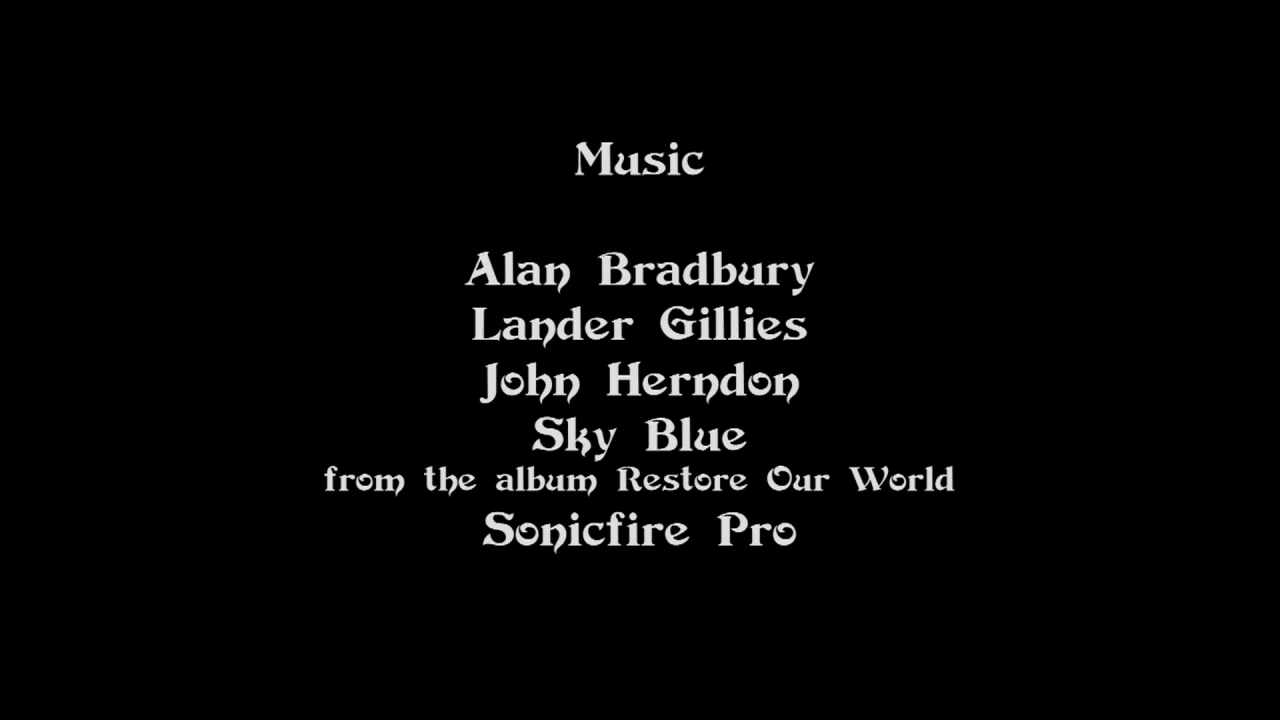 Music
Alan Bradbury
Lander Gillies
John Herndon
Sky Blue
from the album Restore Our World
Sonicfire Pro